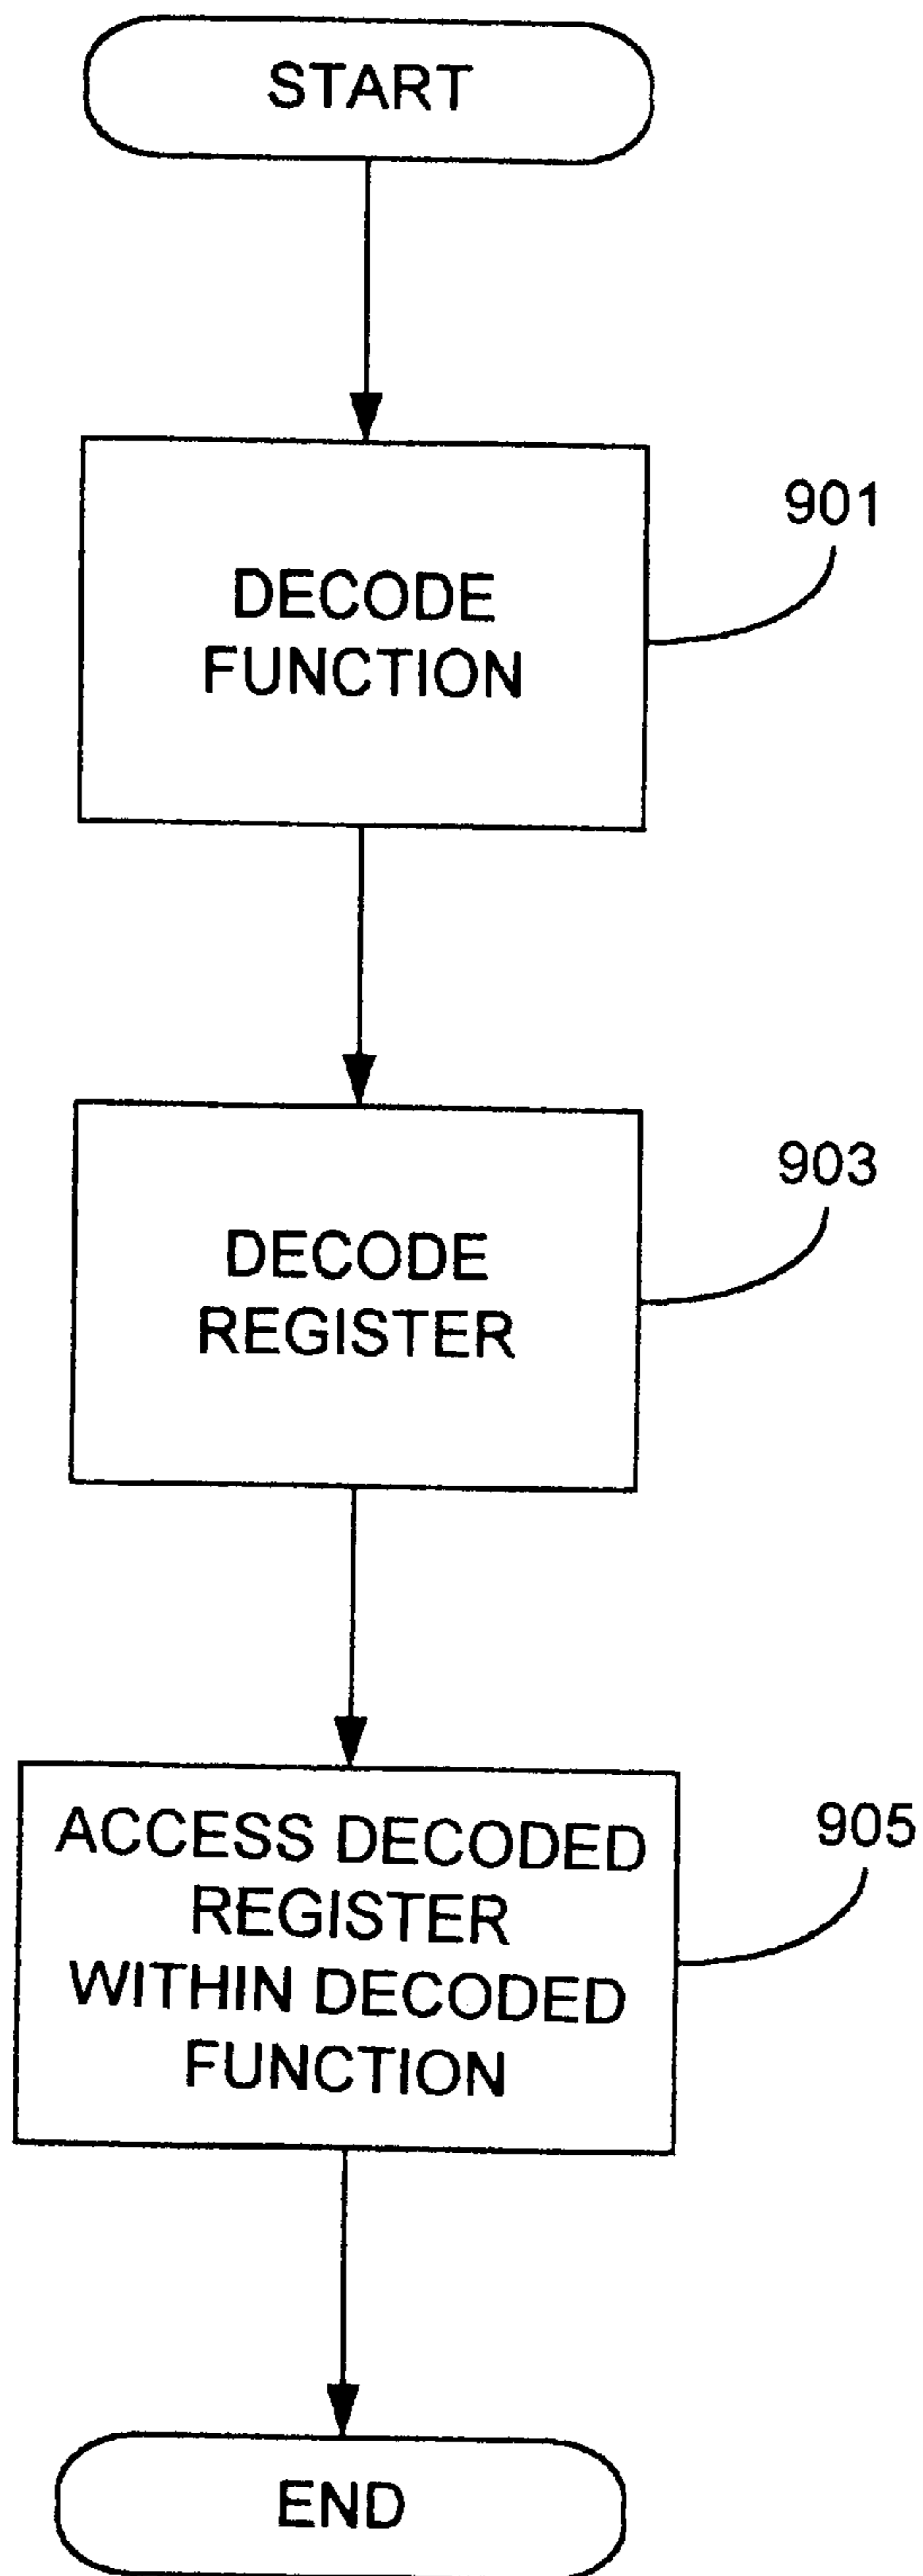 START
DECODE
FUNCTION
901
DECODE
REGISTER
903
ACCESS DECODED
REGISTER
WITHIN DECODED
FUNCTION
905
END